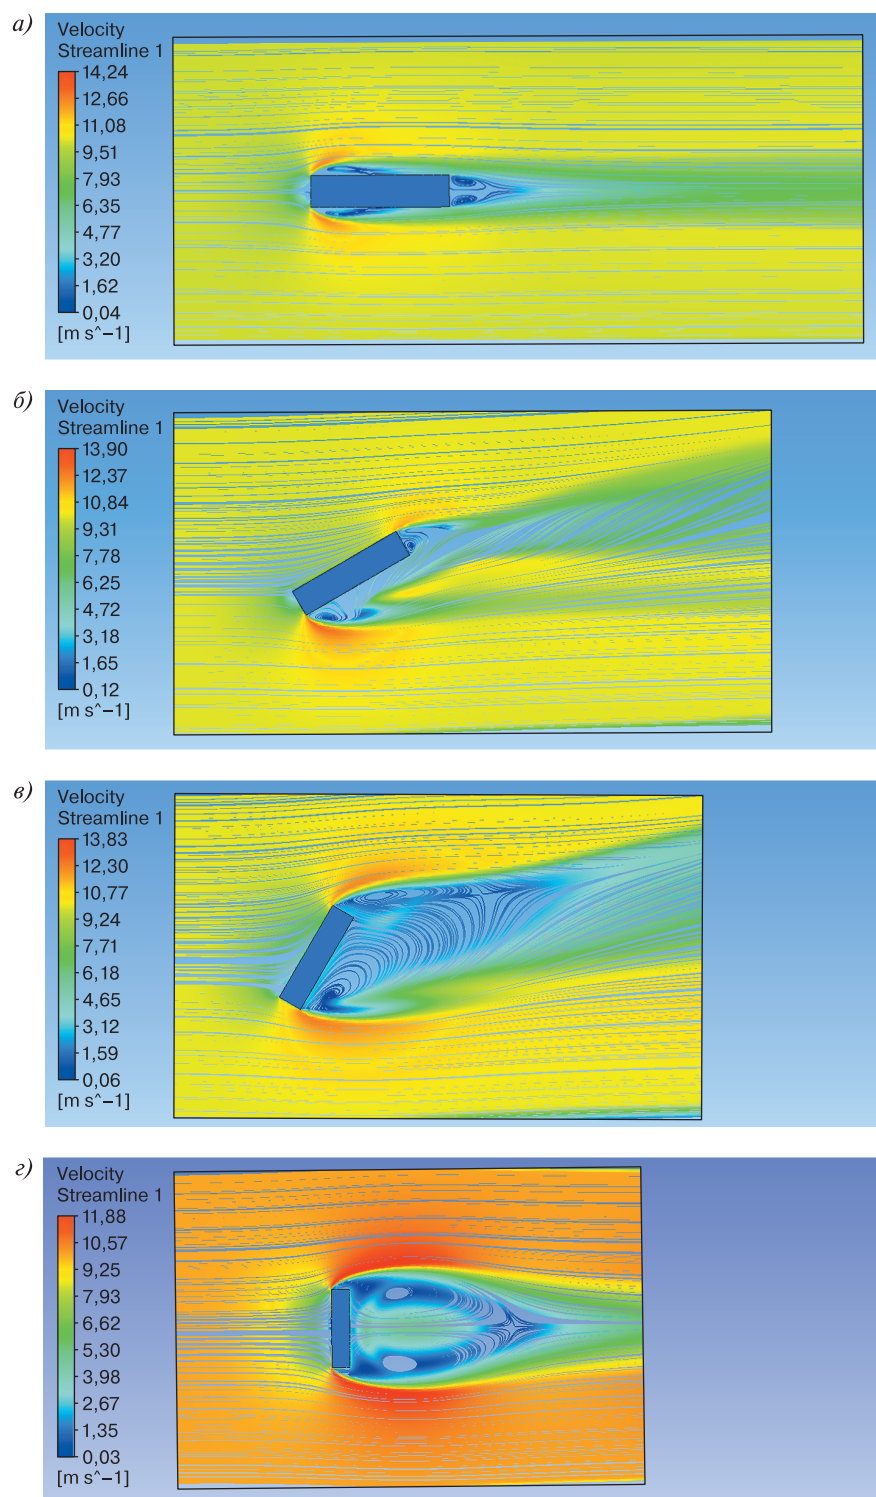 а)
Velocity
Streamline 1
14,24
12,66
11,08
9,51
7,93
6,35
4,77
3,20
1,62
0,04
[m s^−1]
б)
Velocity
Streamline 1
13,90
12,37
10,84
9,31
7,78
6,25
4,72
3,18
1,65
0,12
[m s^−1]
в)
Velocity
Streamline 1
13,83
12,30
10,77
9,24
7,71
6,18
4,65
3,12
1,59
0,06
[m s^−1]
г)
Velocity
Streamline 1
11,88
10,57
9,25
7,93
6,62
5,30
3,98
2,67
1,35
0,03
[m s^−1]